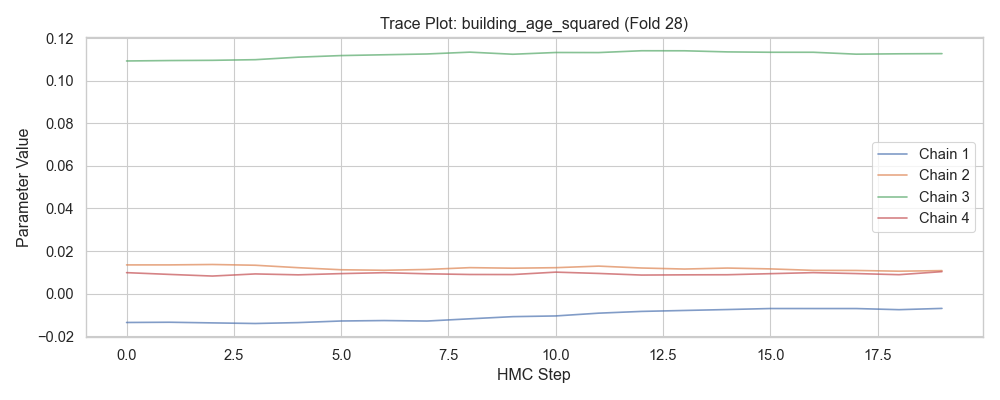 Trace Plot: building_age_squared (Fold 28)
Parameter Value
0.12
0.10
0.08
0.06
0.04
0.02
0.00
−0.02
Chain 1
Chain 2
Chain 3
Chain 4
0.0 2.5 5.0 7.5 10.0 12.5 15.0 17.5
HMC Step